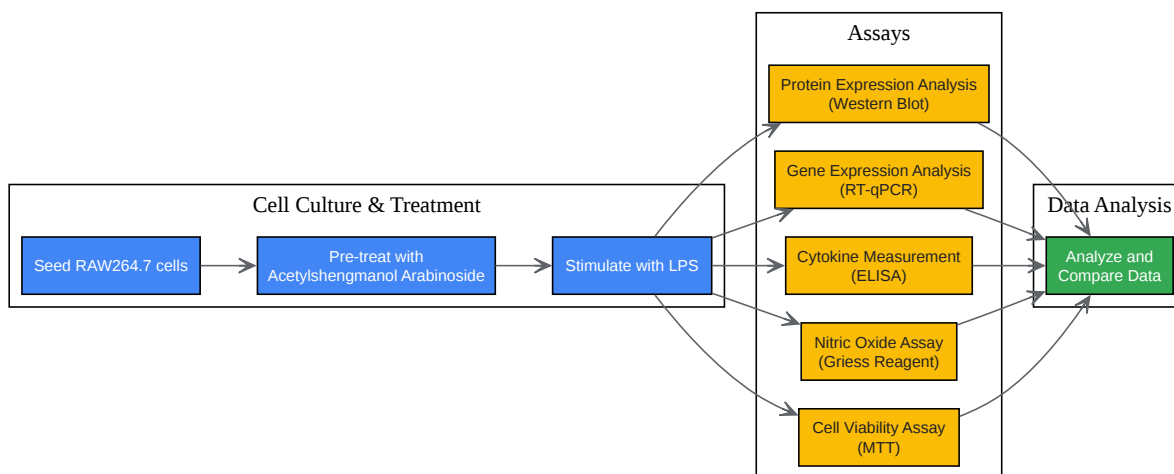 Assays
Protein Expression Analysis
(Western Blot)
Gene Expression Analysis
(RT-qPCR)
Cell Culture & Treatment
Data Analysis
Seed RAW264.7 cells
Pre-treat with
Acetylshengmanol Arabinoside
Stimulate with LPS
Cytokine Measurement
(ELISA)
Analyze and
Compare Data
Nitric Oxide Assay
(Griess Reagent)
Cell Viability Assay
(MTT)